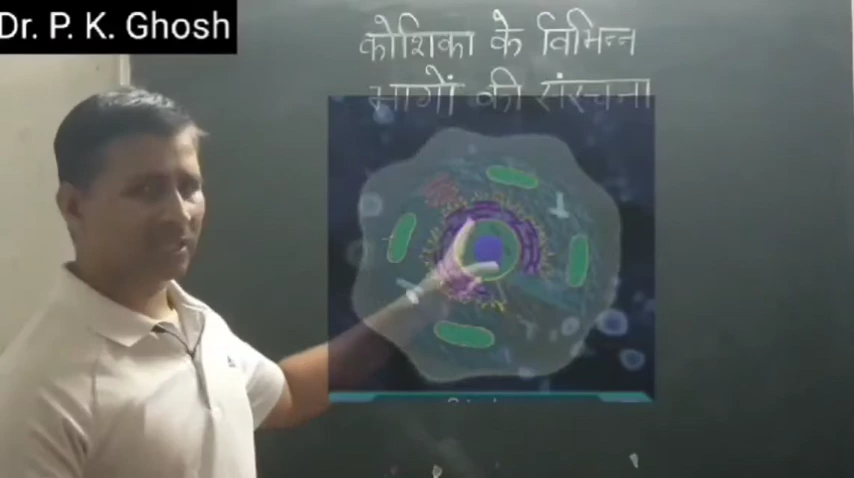 Dr. P. K. Ghosh
कोशिका के विभिन्न
भागों की संरचना